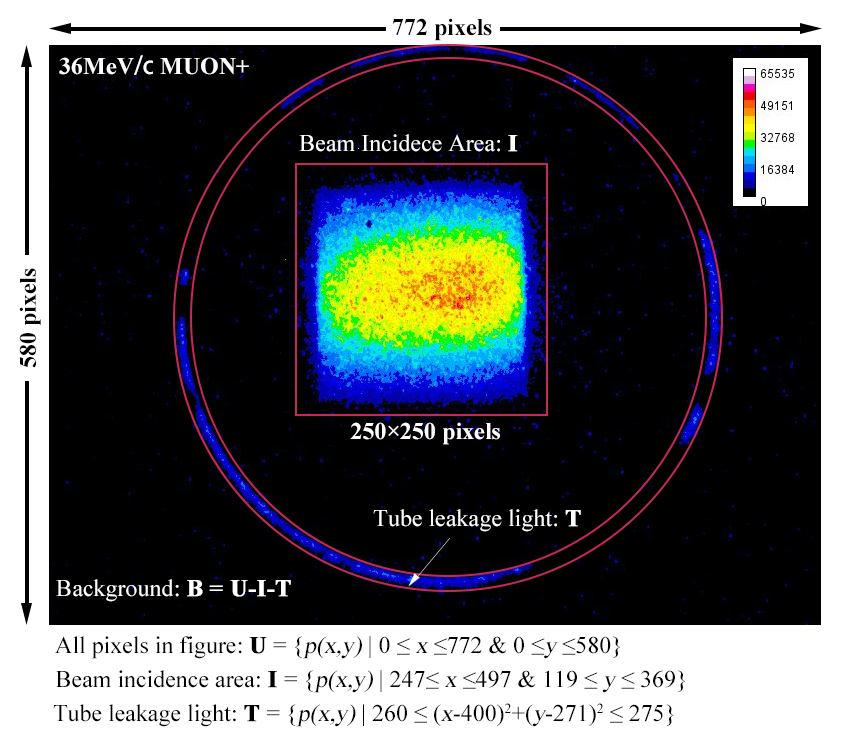 772 pixels
580 pixels
36MeV/c MUON+
65535
49151
32768
16384
0
Beam Incidece Area: I
250×250 pixels
Tube leakage light: T
Background: B = U-I-T
All pixels in figure: U = {p(x,y) | 0 ≤ x ≤772 & 0 ≤y ≤580}
Beam incidence area: I = {p(x,y) | 247≤ x ≤497 & 119 ≤ y ≤ 369}
Tube leakage light: T = {p(x,y) | 260 ≤ (x-400)²+(y-271)² ≤ 275}